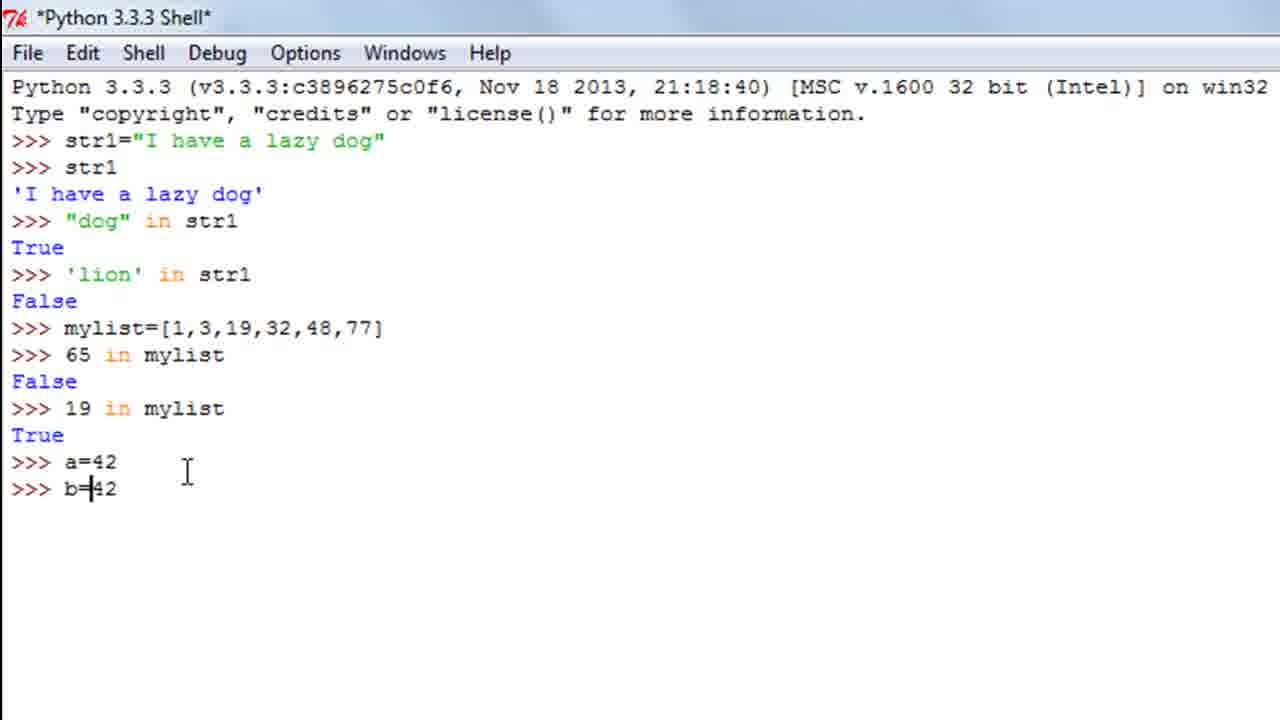 *Python 3.3.3 Shell*
File Edit Shell Debug Options Windows Help
Python 3.3.3 (v3.3.3:c3896275c0f6, Nov 18 2013, 21:18:40) [MSC v.1600 32 bit (Intel)] on win32
Type "copyright", "credits" or "license()" for more information.
>>> str1="I have a lazy dog"
>>> str1
'I have a lazy dog'
>>> "dog" in str1
True
>>> 'lion' in str1
False
>>> mylist=[1,3,19,32,48,77]
>>> 65 in mylist
False
>>> 19 in mylist
True
>>> a=42
>>> b=42